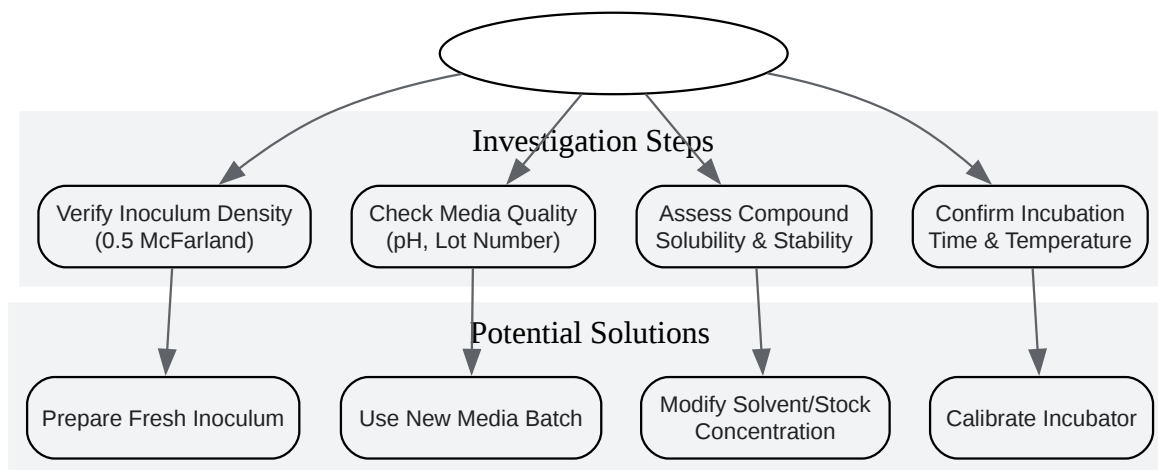 Investigation Steps
Verify Inoculum Density
(0.5 McFarland)
Check Media Quality
(pH, Lot Number)
Assess Compound
Solubility & Stability
Confirm Incubation
Time & Temperature
Potential Solutions
Prepare Fresh Inoculum
Use New Media Batch
Modify Solvent/Stock
Concentration
Calibrate Incubator